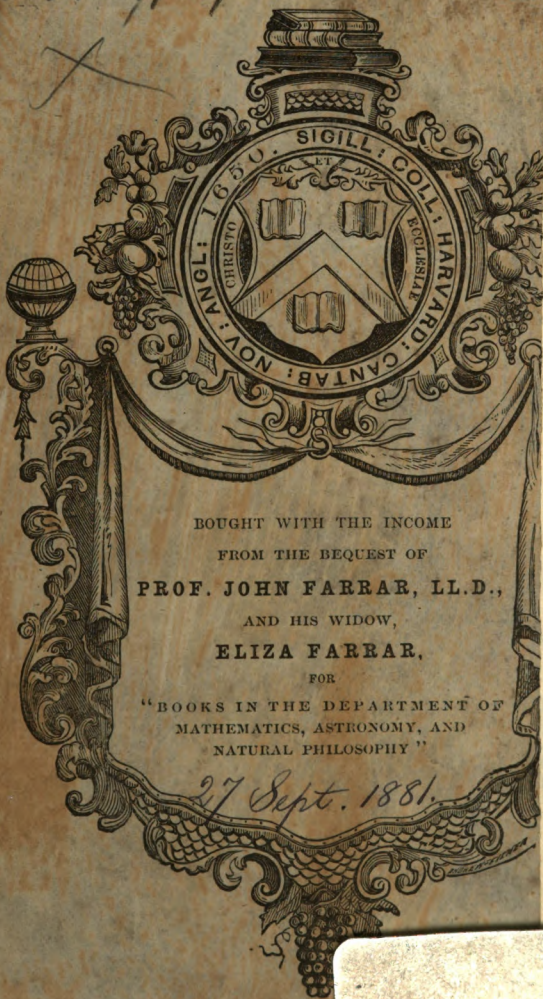 SIGILL : COLL : HARVARD : CANTAB : NOV : ANGL : 1650.
ET
CHRISTO
ECCLESIAE
BOUGHT WITH THE INCOME
FROM THE BEQUEST OF
PROF. JOHN FARRAR, LL.D.,
AND HIS WIDOW,
ELIZA FARRAR,
FOR
"BOOKS IN THE DEPARTMENT OF
MATHEMATICS, ASTRONOMY, AND
NATURAL PHILOSOPHY"
27 Sept. 1881.